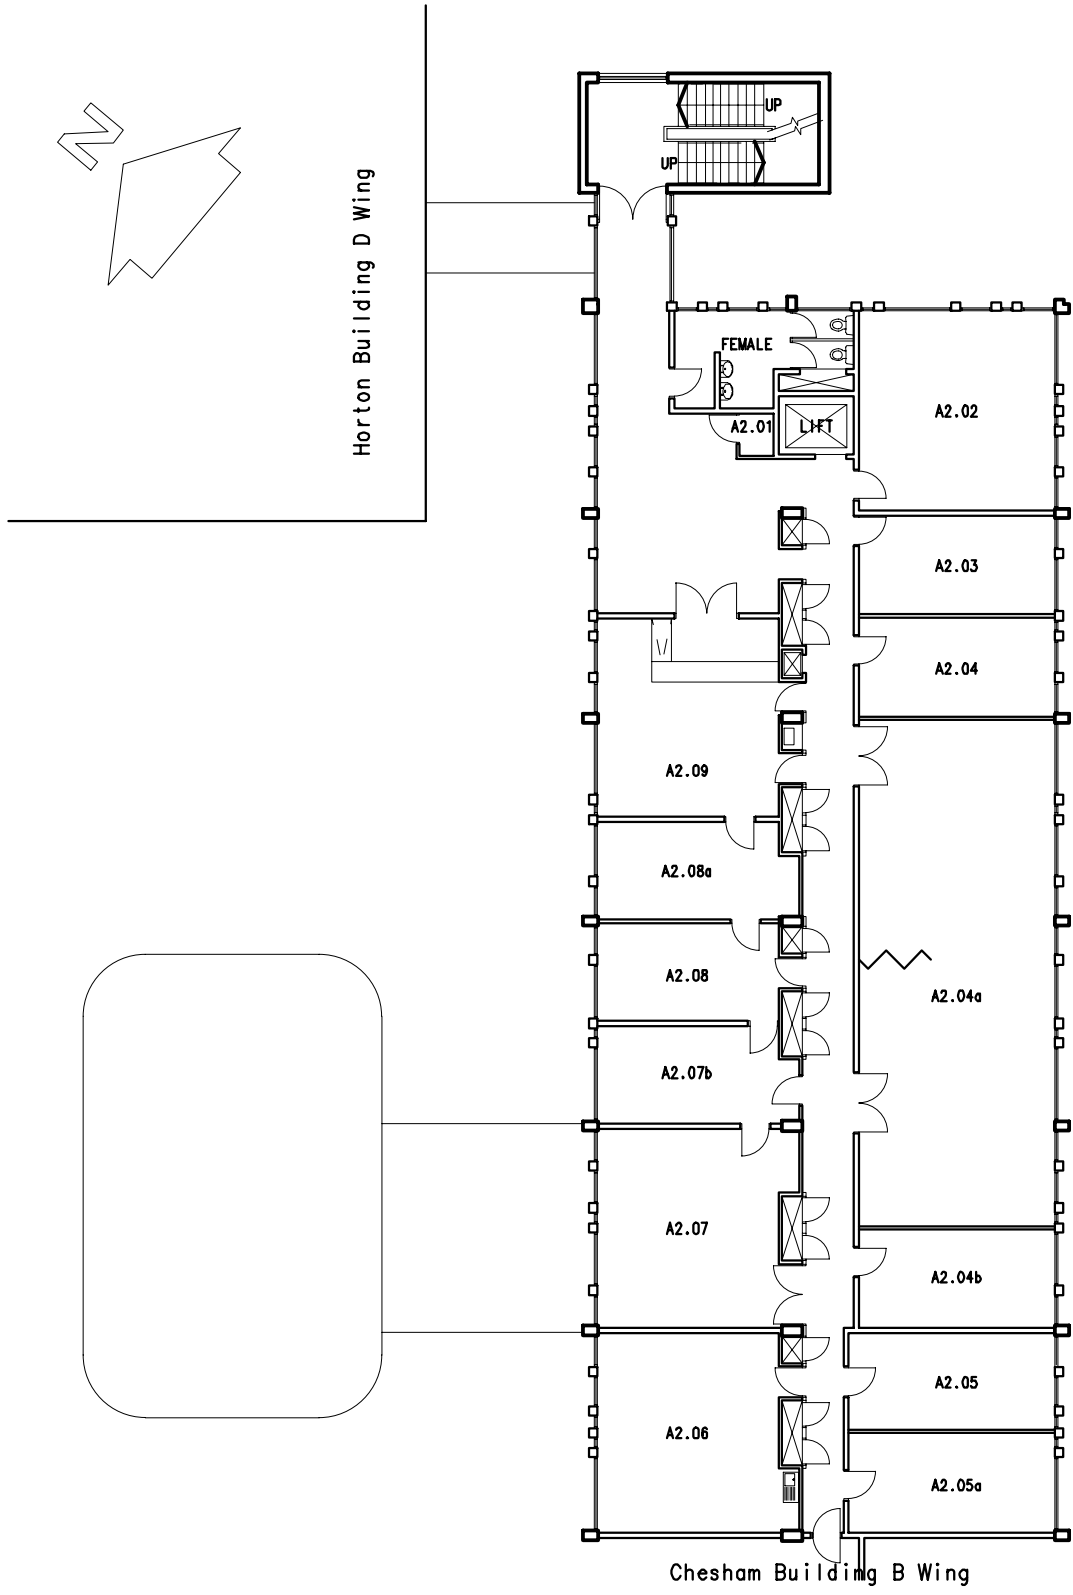 UP
UP
N
Horton Building D Wing
FEMALE
A2.01
LIFT
A2.02
A2.03
A2.04
A2.09
A2.08a
A2.08
A2.04a
A2.07b
A2.07
A2.04b
A2.05
A2.06
A2.05a
Chesham Building B Wing